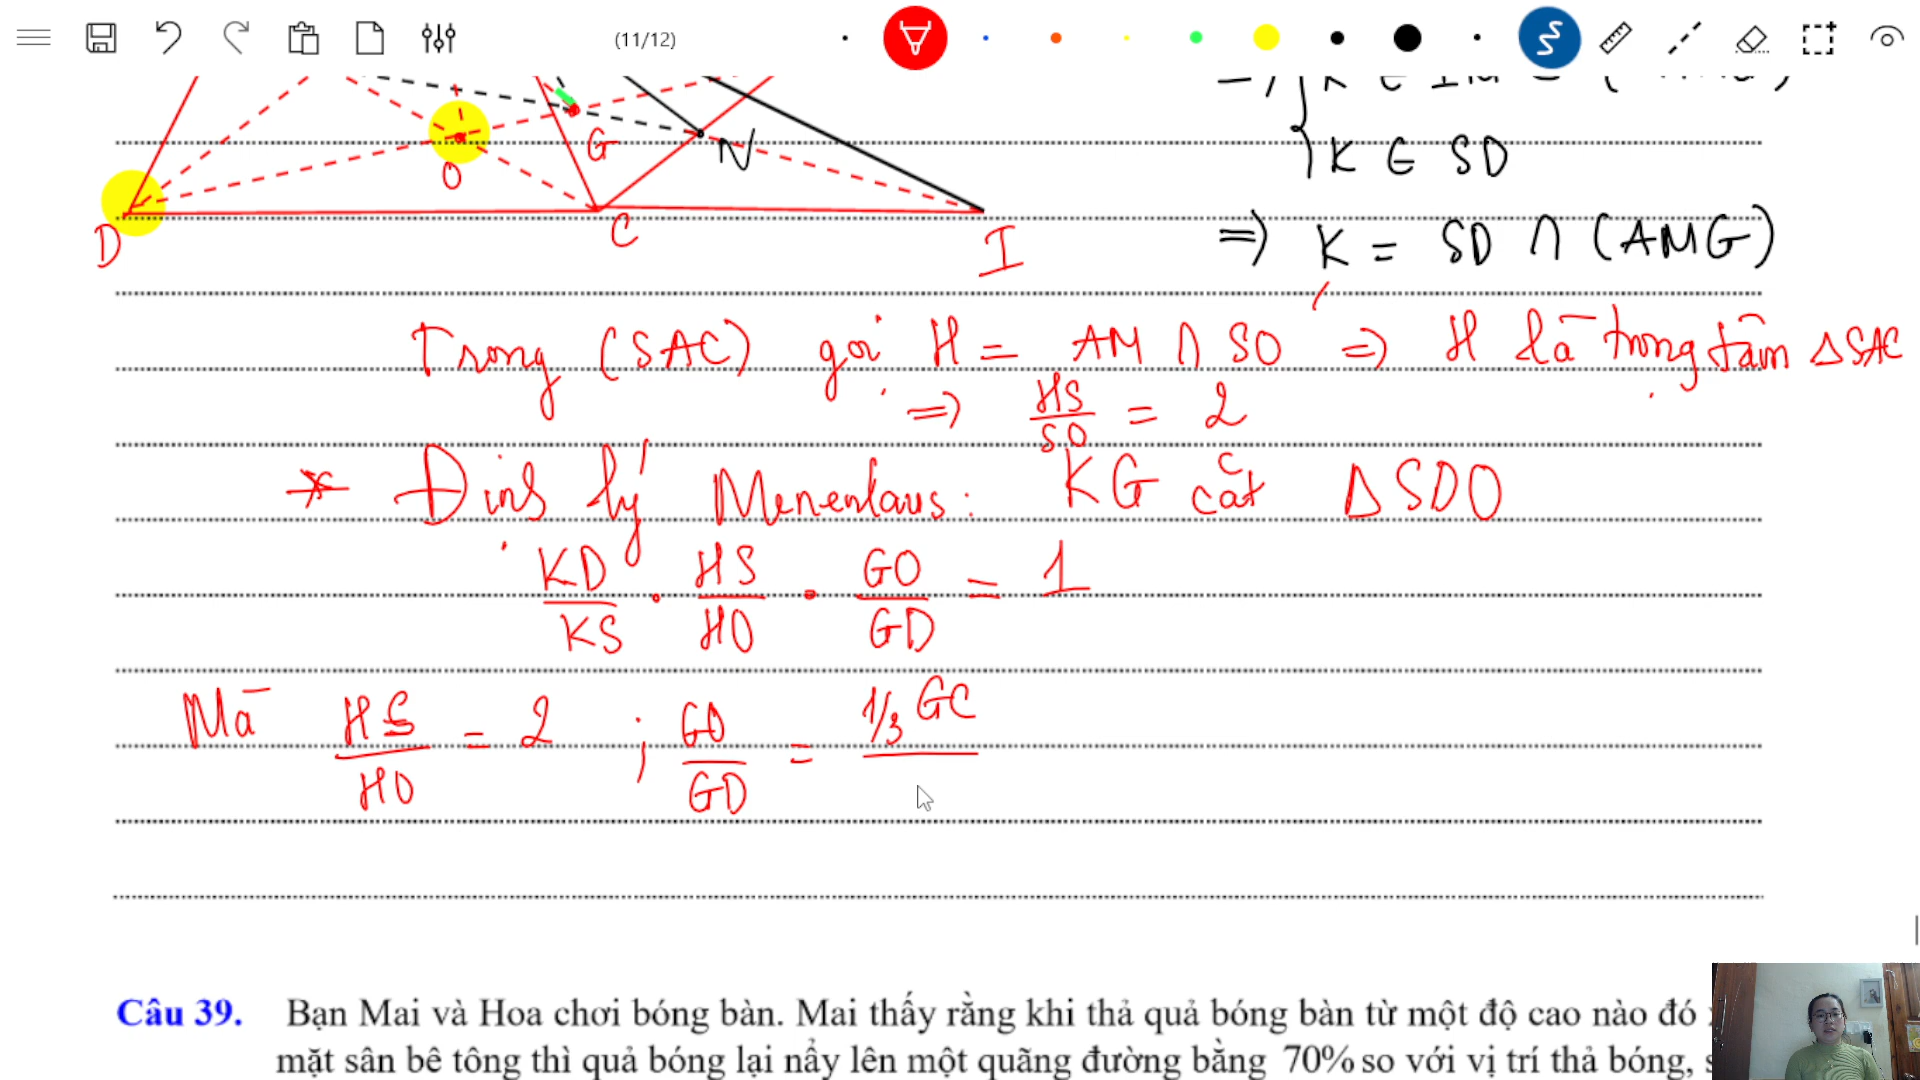 (11/12)
K ∈ SD
G
N
O
D
C
I
=> K = SD ∩ (AMG)
Trong (SAC) gọi H = AM ∩ SO => H là trọng tâm Δ SAC
=> HS/SO = 2
* Định lý Menenlaus: KG cắt Δ SDO
KD/KS . HS/HO . GO/GD = 1
Mà HS/HO = 2 ; GO/GD = 1/3 GC
Câu 39. Bạn Mai và Hoa chơi bóng bàn. Mai thấy rằng khi thả quả bóng bàn từ một độ cao nào đó
mặt sân bê tông thì quả bóng lại nẩy lên một quãng đường bằng 70% so với vị trí thả bóng,